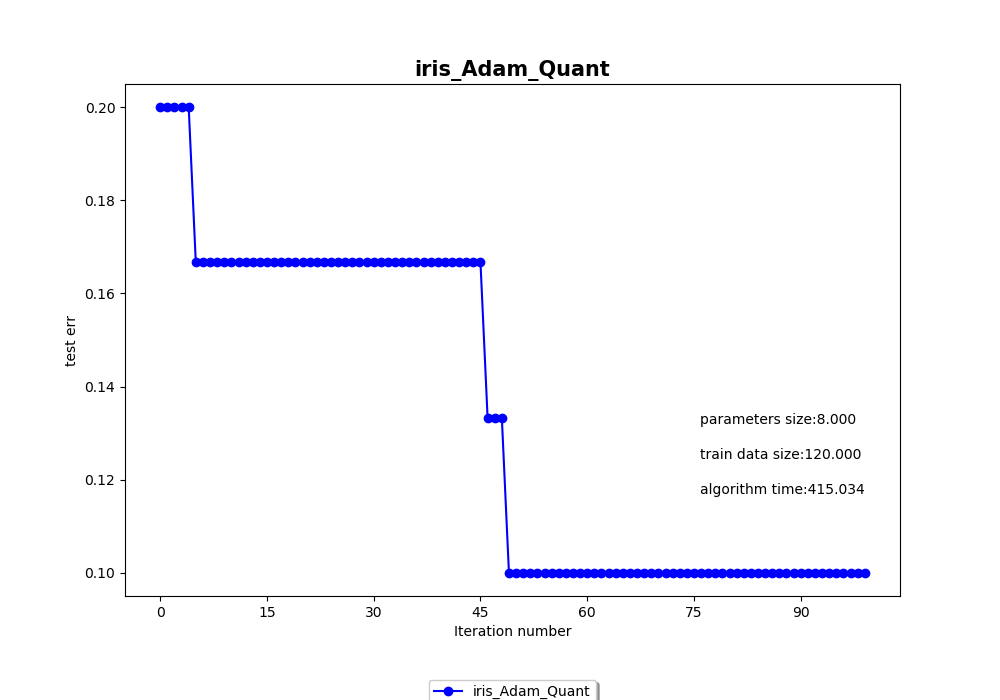 iris_Adam_Quant
0.20
0.18
0.16
0.14
0.12
0.10
test err
parameters size:8.000
train data size:120.000
algorithm time:415.034
0 15 30 45 60 75 90
Iteration number
iris_Adam_Quant